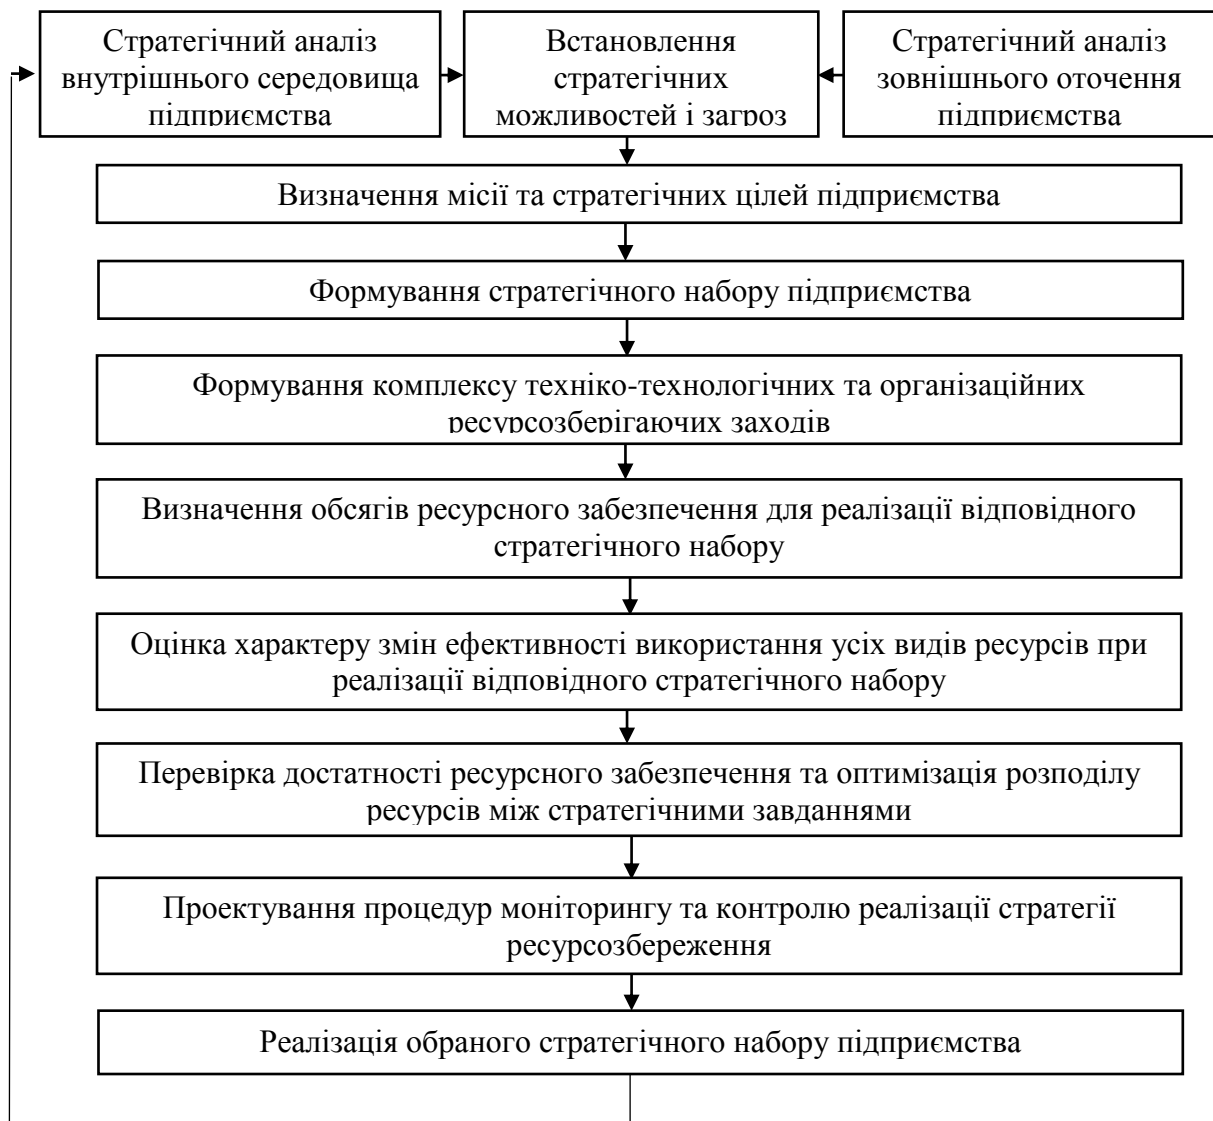 Стратегічний аналіз
внутрішнього середовища
підприємства
Встановлення
стратегічних
можливостей і загроз
Стратегічний аналіз
зовнішнього оточення
підприємства
Визначення місії та стратегічних цілей підприємства
Формування стратегічного набору підприємства
Формування комплексу техніко-технологічних та організаційних
ресурсозберігаючих заходів
Визначення обсягів ресурсного забезпечення для реалізації відповідного
стратегічного набору
Оцінка характеру змін ефективності використання усіх видів ресурсів при
реалізації відповідного стратегічного набору
Перевірка достатності ресурсного забезпечення та оптимізація розподілу
ресурсів між стратегічними завданнями
Проектування процедур моніторингу та контролю реалізації стратегії
ресурсозбереження
Реалізація обраного стратегічного набору підприємства